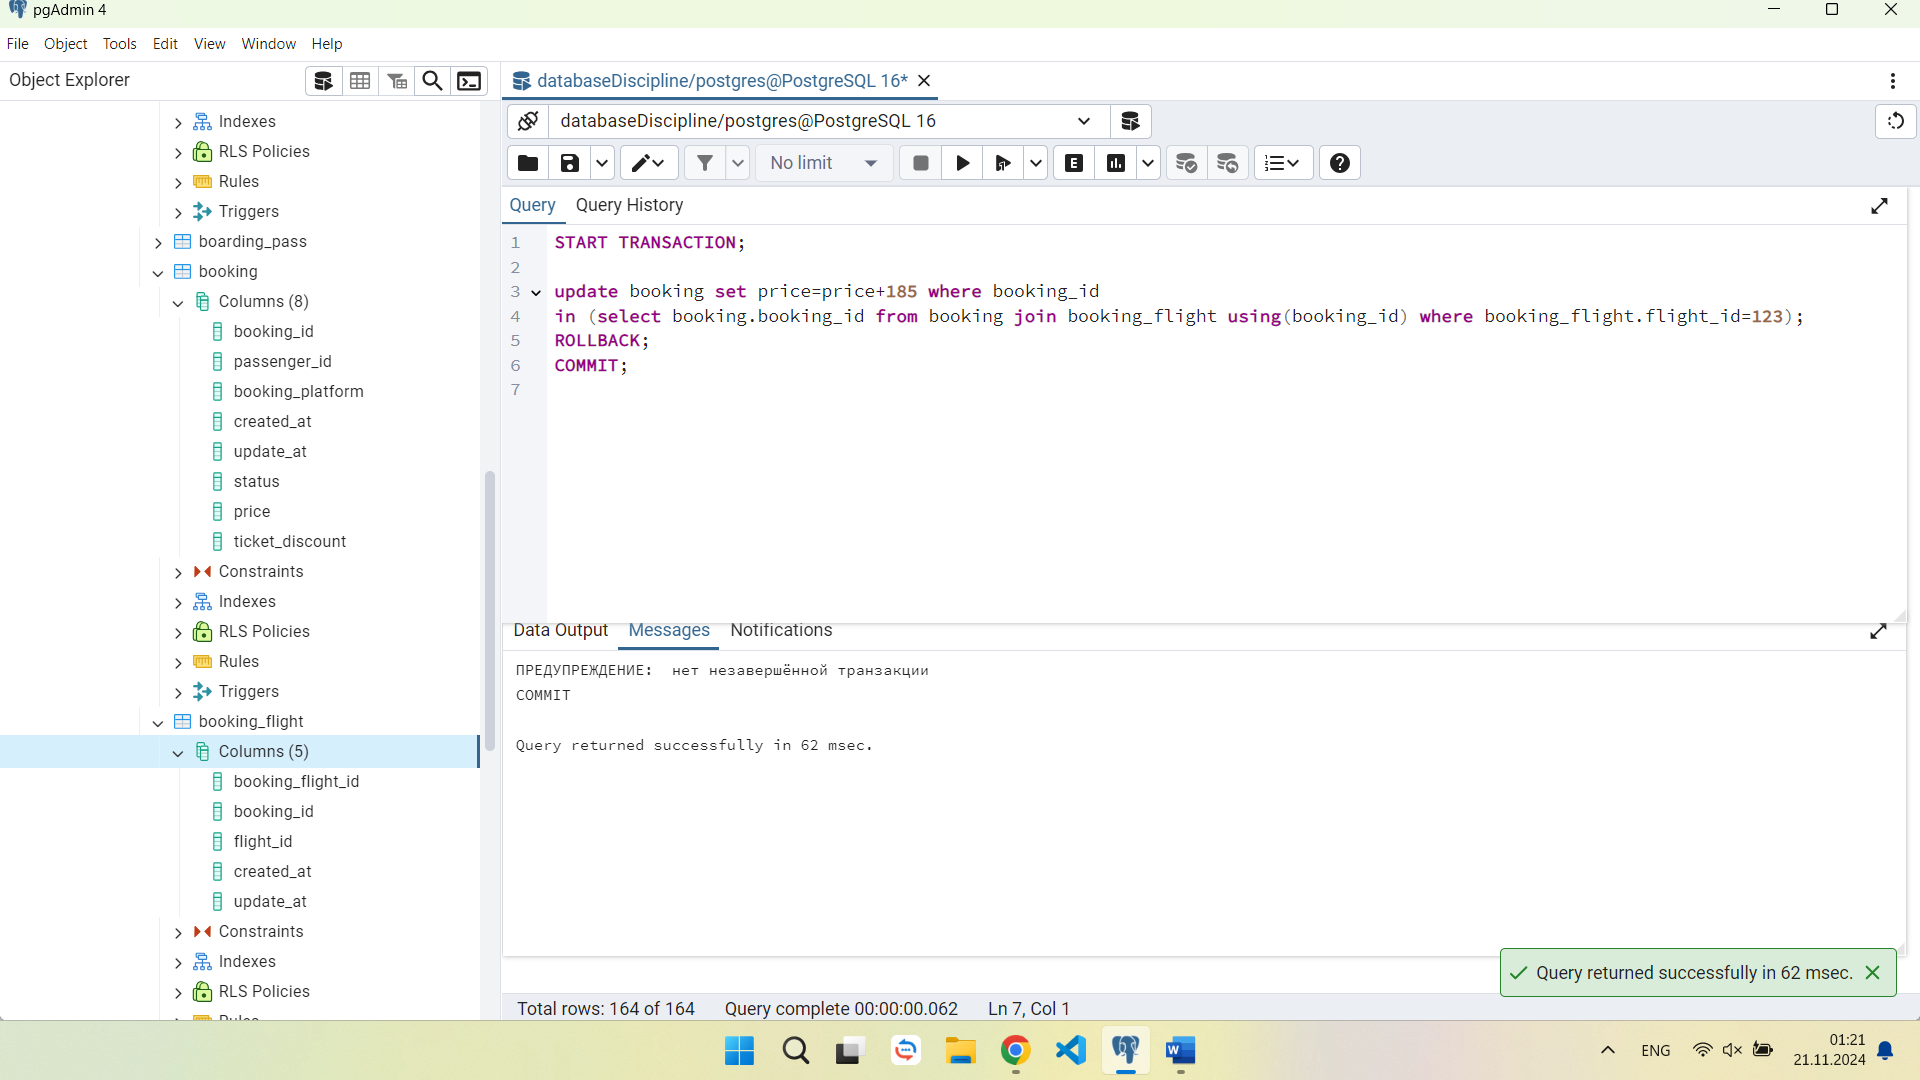 pgAdmin 4
File Object Tools Edit View Window Help
Object Explorer
Indexes
RLS Policies
Rules
Triggers
boarding_pass
booking
Columns (8)
booking_id
passenger_id
booking_platform
created_at
update_at
status
price
ticket_discount
Constraints
Indexes
RLS Policies
Rules
Triggers
booking_flight
Columns (5)
booking_flight_id
booking_id
flight_id
created_at
update_at
Constraints
Indexes
RLS Policies
Rules
databaseDiscipline/postgres@PostgreSQL 16*
databaseDiscipline/postgres@PostgreSQL 16
No limit
E
Query Query History
1 START TRANSACTION;
2
3 update booking set price=price+185 where booking_id
4 in (select booking.booking_id from booking join booking_flight using(booking_id) where booking_flight.flight_id=123);
5 ROLLBACK;
6 COMMIT;
7
Data Output Messages Notifications
ПРЕДУПРЕЖДЕНИЕ: нет незавершённой транзакции
COMMIT
Query returned successfully in 62 msec.
Query returned successfully in 62 msec.
Total rows: 164 of 164 Query complete 00:00:00.062 Ln 7, Col 1
ENG
01:21
21.11.2024